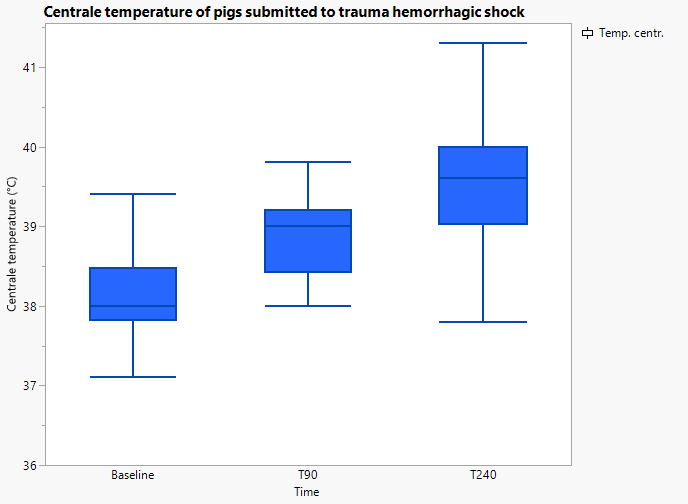 Centrale temperature of pigs submitted to trauma hemorrhagic shock
Temp. centr.
Centrale temperature (°C)
41
40
39
38
37
36
Baseline
T90
T240
Time